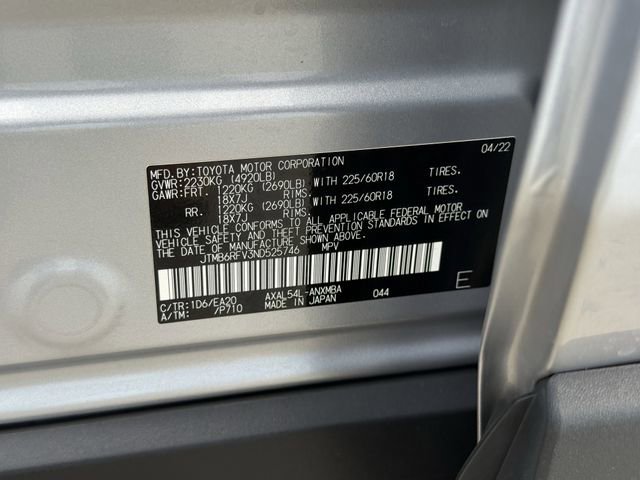 MFD.BY:TOYOTA MOTOR CORPORATION 04/22
GVWR:2230KG (4920LB)
GAWR:FRT. 1220KG (2690LB) WITH 225/60R18 TIRES.
18X7J RIMS.
RR. 1220KG (2690LB) WITH 225/60R18 TIRES.
18X7J RIMS.
THIS VEHICLE CONFORMS TO ALL APPLICABLE FEDERAL MOTOR
VEHICLE SAFETY AND THEFT PREVENTION STANDARDS IN EFFECT ON
THE DATE OF MANUFACTURE SHOWN ABOVE.
JTMB6RFV3ND525746 MPV
C/TR:1D6/EA20 AXAL54L-ANXMBA 044 E
A/TM: 7P710 MADE IN JAPAN